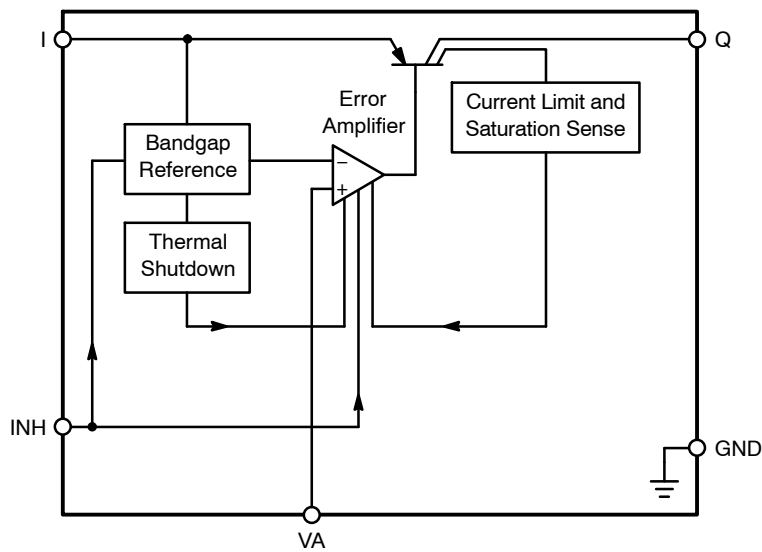 I
Q
Error
Amplifier
Current Limit and
Saturation Sense
Bandgap
Reference
−
+
Thermal
Shutdown
INH
GND
VA